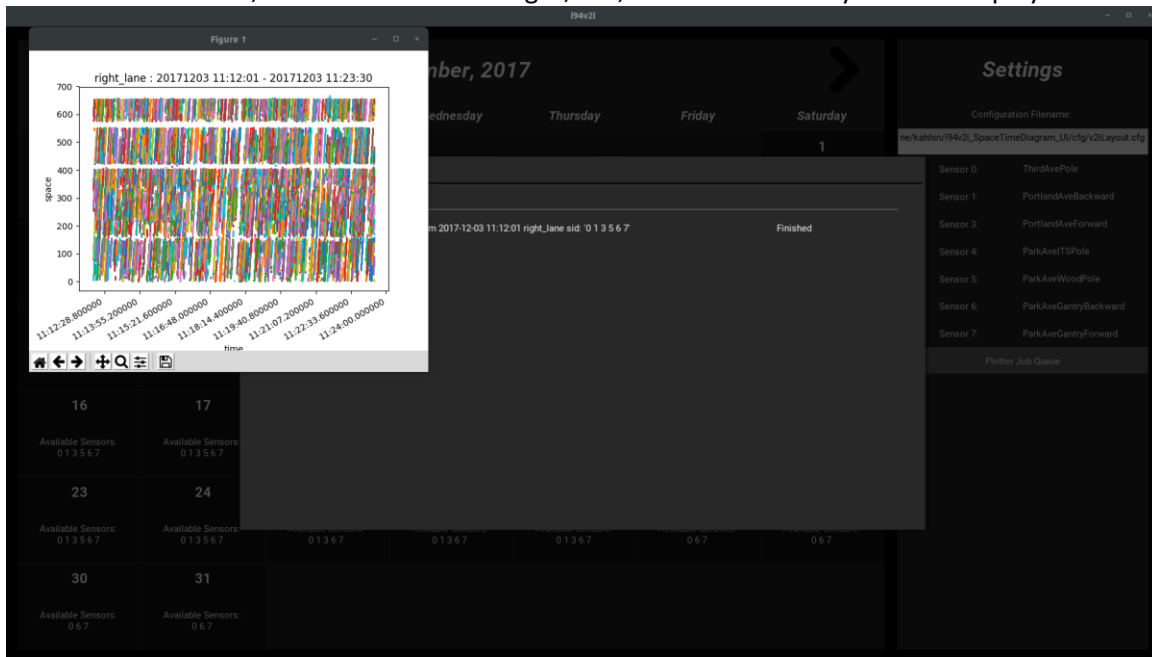 i94v2i
Figure 1
right_lane : 20171203 11:12:01 - 20171203 11:23:30
700
600
500
400
300
200
100
0
space
11:12:28.800000
11:13:55.200000
11:15:21.600000
11:16:48.000000
11:18:14.400000
11:19:40.800000
11:21:07.200000
11:22:33.600000
11:24:00.000000
time
mber, 2017
ednesday Thursday Friday Saturday
1
m 2017-12-03 11:12:01 right_lane sid: '0 1 3 5 6 7' Finished
16 17
Available Sensors: Available Sensors:
0 1 3 5 6 7 0 1 3 5 6 7
23 24
Available Sensors: Available Sensors:
0 1 3 5 6 7 0 1 3 5 6 7 0 1 3 6 7 0 1 3 6 7 0 1 3 6 7 0 6 7 0 6 7
30 31
Available Sensors: Available Sensors:
0 6 7 0 6 7
Settings
Configuration Filename:
ne/kahhin/i94v2i_SpaceTimeDiagram_UI/cfg/v2iLayout.cfg
Sensor 0: ThirdAvePole
Sensor 1: PortlandAveBackward
Sensor 3: PortlandAveForward
Sensor 4: ParkAveITSPole
Sensor 5: ParkAveWoodPole
Sensor 6: ParkAveGantryBackward
Sensor 7: ParkAveGantryForward
Plotter Job Queue